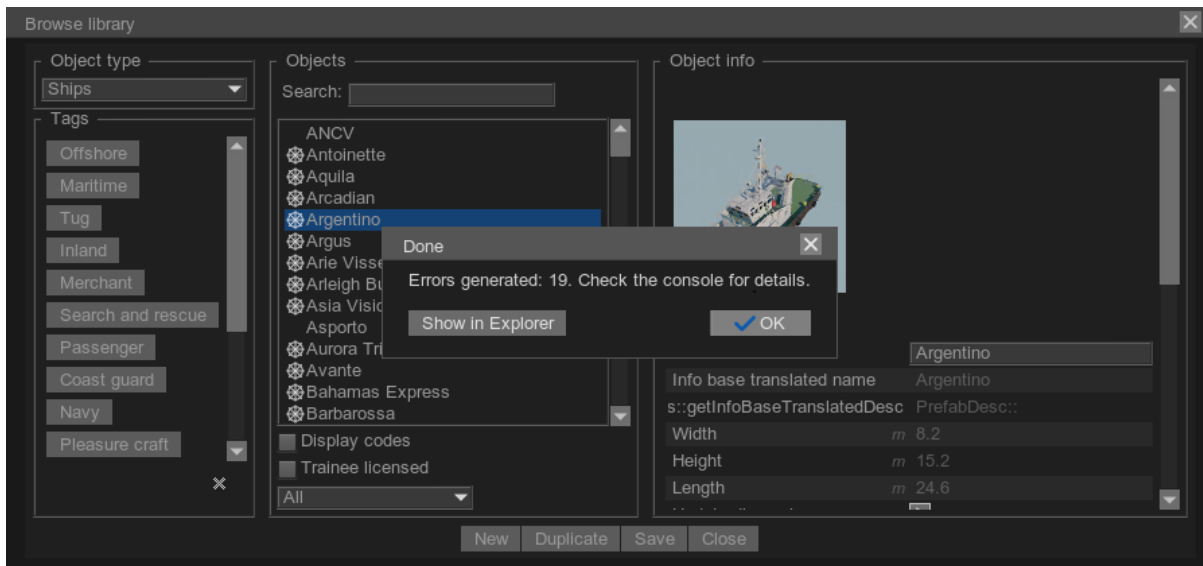 Browse library
Object type
Ships
Tags
Offshore
Maritime
Tug
Inland
Merchant
Search and rescue
Passenger
Coast guard
Navy
Pleasure craft
Objects
Search:
ANCV
Antoinette
Aquila
Arcadian
Argentino
Argus
Arie Visse
Arleigh Bu
Asia Visio
Asporto
Aurora Tri
Avante
Bahamas Express
Barbarossa
Display codes
Trainee licensed
All
Object info
Argentino
Info base translated name Argentino
s::getInfoBaseTranslatedDesc PrefabDesc::
Width m 8.2
Height m 15.2
Length m 24.6
Done
Errors generated: 19. Check the console for details.
Show in Explorer
OK
New Duplicate Save Close